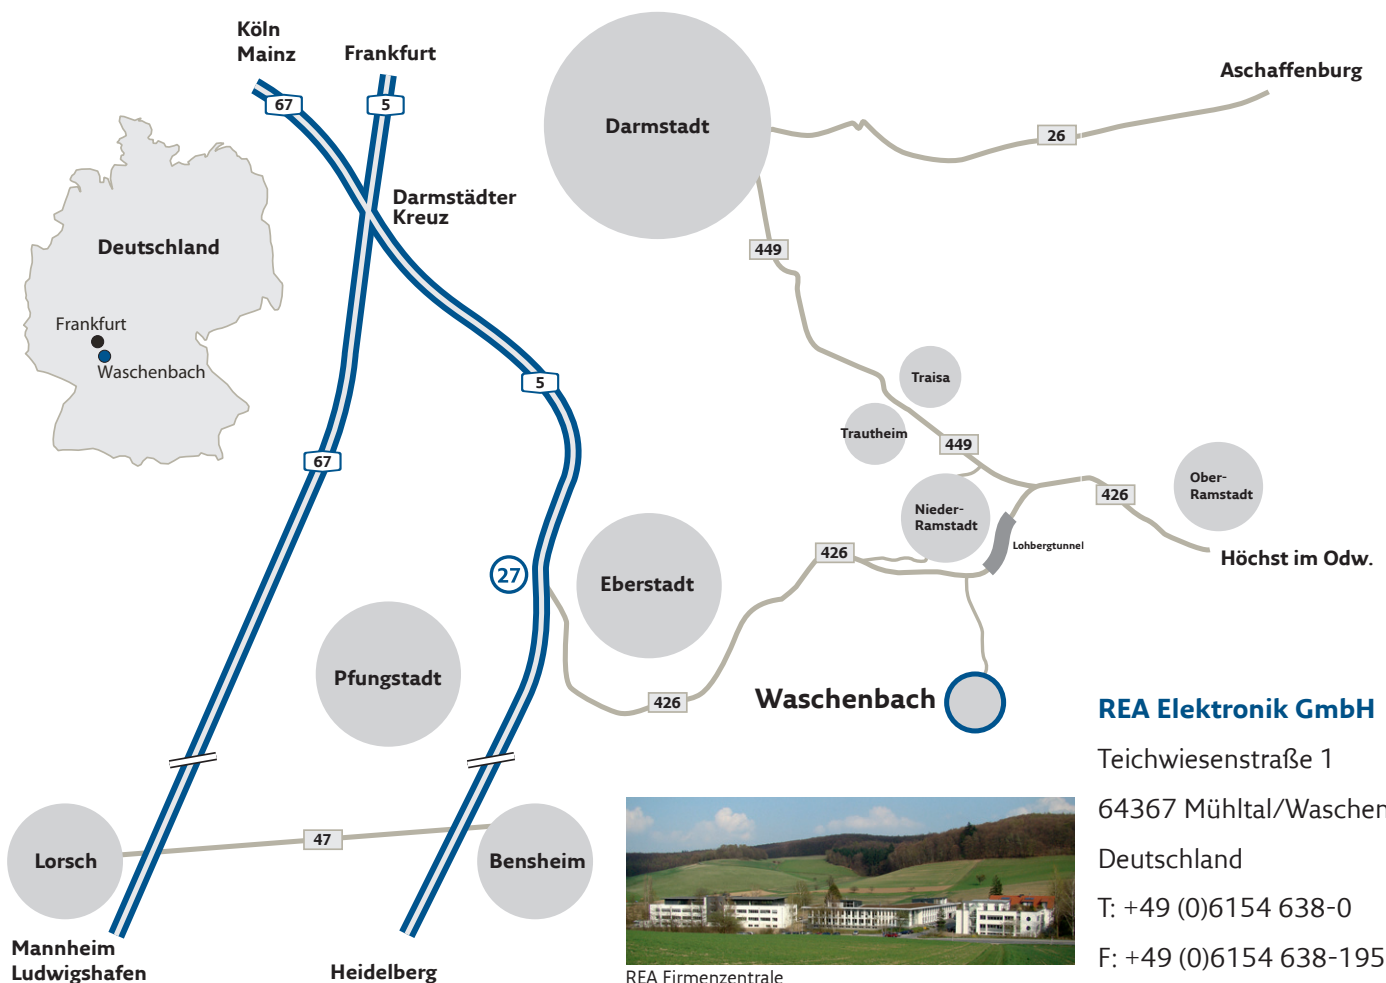 Köln
Mainz
Frankfurt
67
5
Darmstädter
Kreuz
Deutschland
Frankfurt
Waschenbach
5
67
27
Darmstadt
Aschaffenburg
26
449
Traisa
Trautheim
449
Nieder-
Ramstadt
Ober-
Ramstadt
426
Lohbergtunnel
Höchst im Odw.
426
Eberstadt
Pfungstadt
426
Waschenbach
Lorsch
47
Bensheim
Mannheim
Ludwigshafen
Heidelberg
REA Firmenzentrale
REA Elektronik GmbH
Teichwiesenstraße 1
64367 Mühltal/Waschen
Deutschland
T: +49 (0)6154 638-0
F: +49 (0)6154 638-195